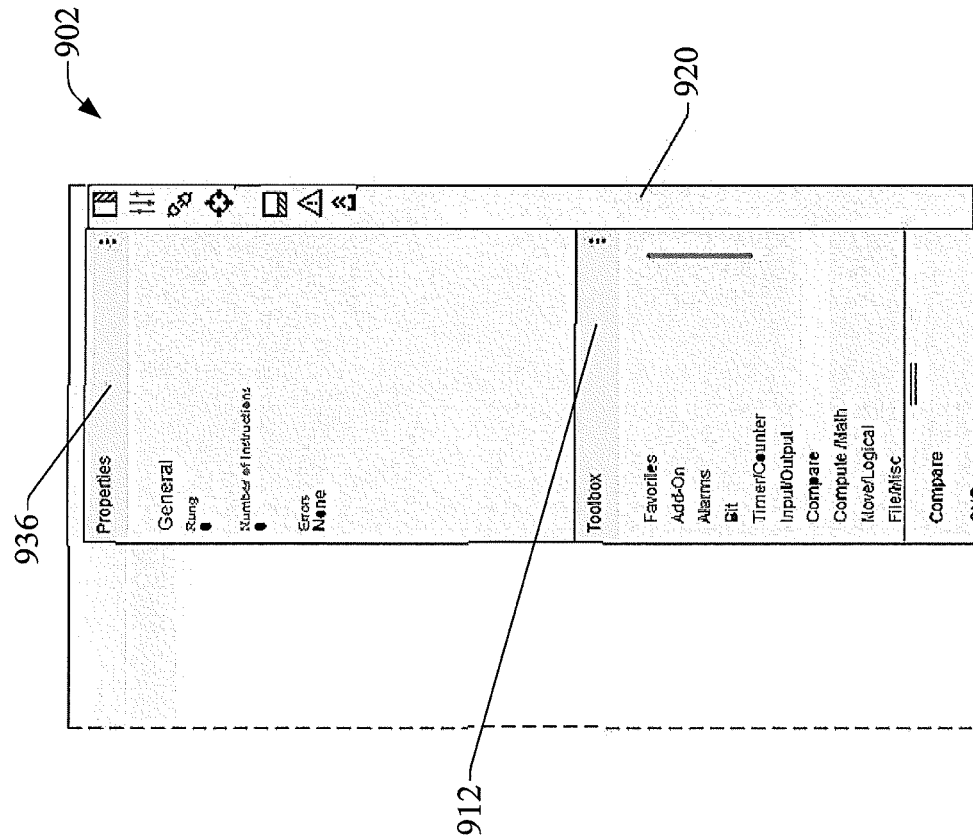 902
936
Properties
General
Rung
Number of Instructions
Errors
None
920
912
Toolbox
Favorites
Add-On
Alarms
Bit
Timer/Counter
Input/Output
Compare
Compute /Math
Move/Logical
File/Misc
Compare